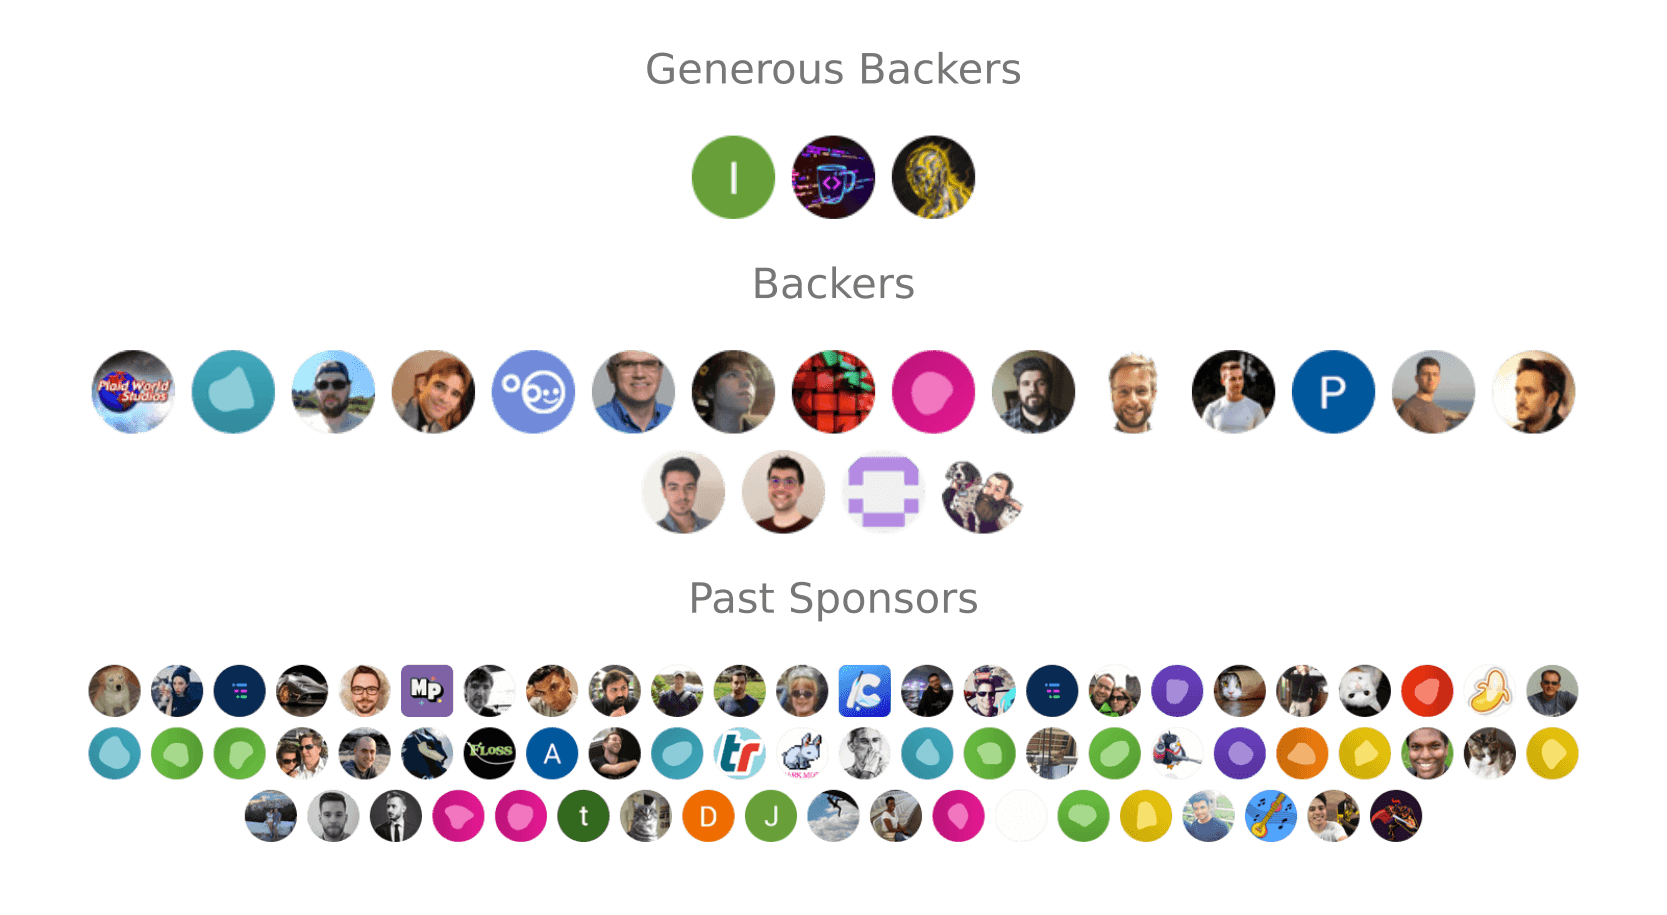 Generous Backers
I
<>
Backers
Plaid World
Studios
P
Past Sponsors
MP
C
FLOSS
A
tr
t
D
J